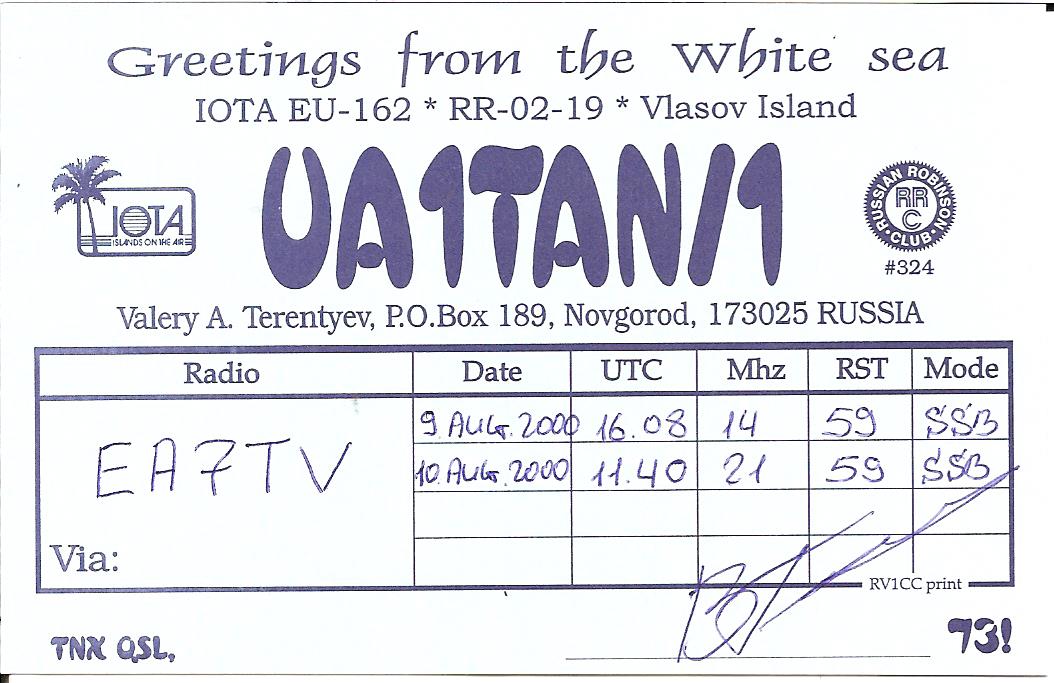 Greetings from the White sea
IOTA EU-162 * RR-02-19 * Vlasov Island
IOTA
ISLANDS ON THE AIR
UA1TAN/1
RUSSIAN ROBINSON
RR
C
CLUB
#324
Valery A. Terentyev, P.O.Box 189, Novgorod, 173025 RUSSIA
Radio Date UTC Mhz RST Mode
EA7TV
9 AUG. 2000 16.08 14 59 SSB
10 AUG. 2000 11.40 21 59 SSB
Via:
RV1CC print
TNX QSL, 73!